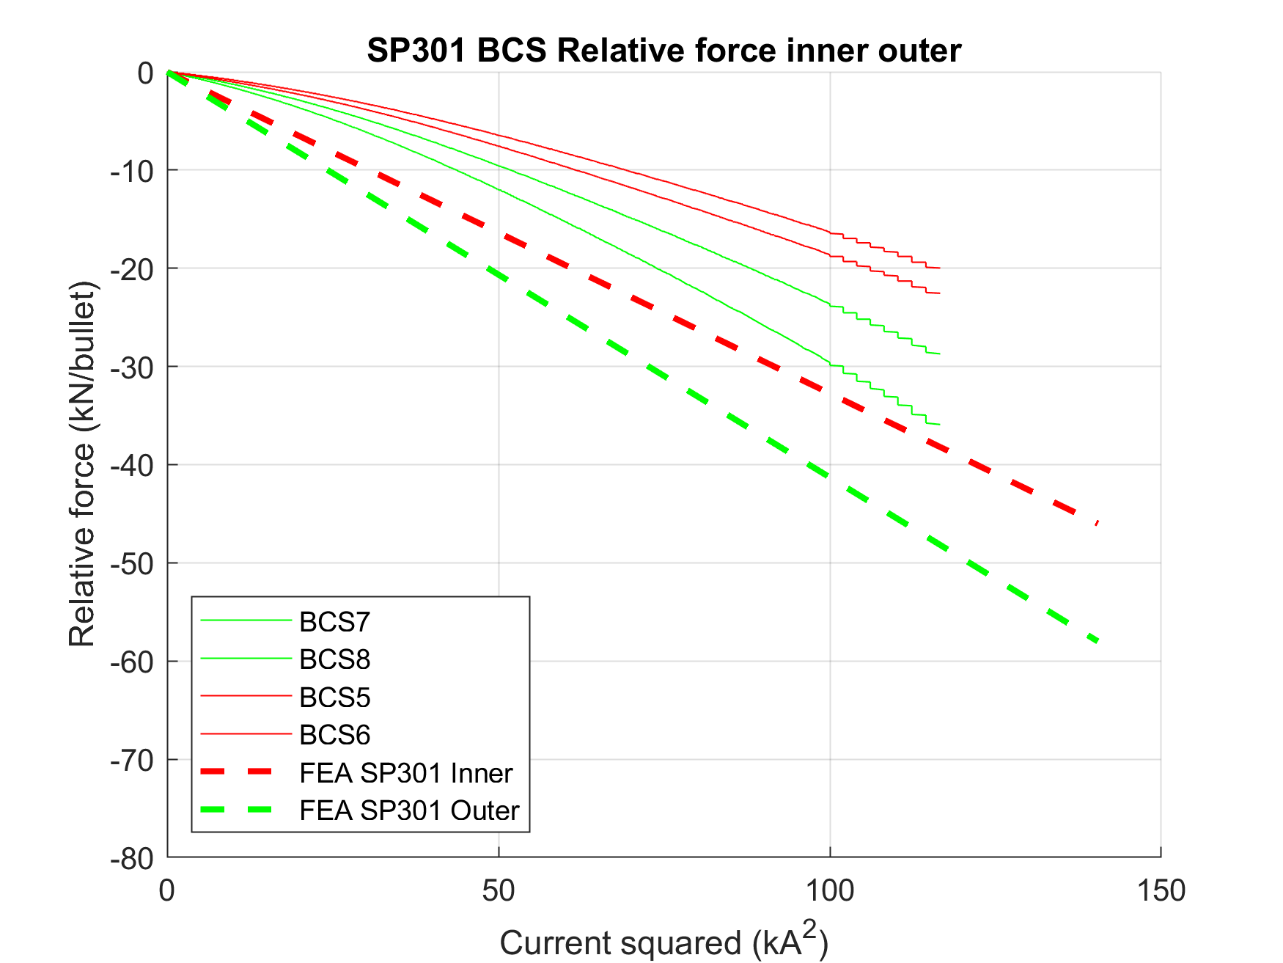 SP301 BCS Relative force inner outer
0
-10
-20
-30
-40
-50
-60
-70
-80
Relative force (kN/bullet)
BCS7
BCS8
BCS5
BCS6
FEA SP301 Inner
FEA SP301 Outer
0
50
100
150
Current squared (kA²)